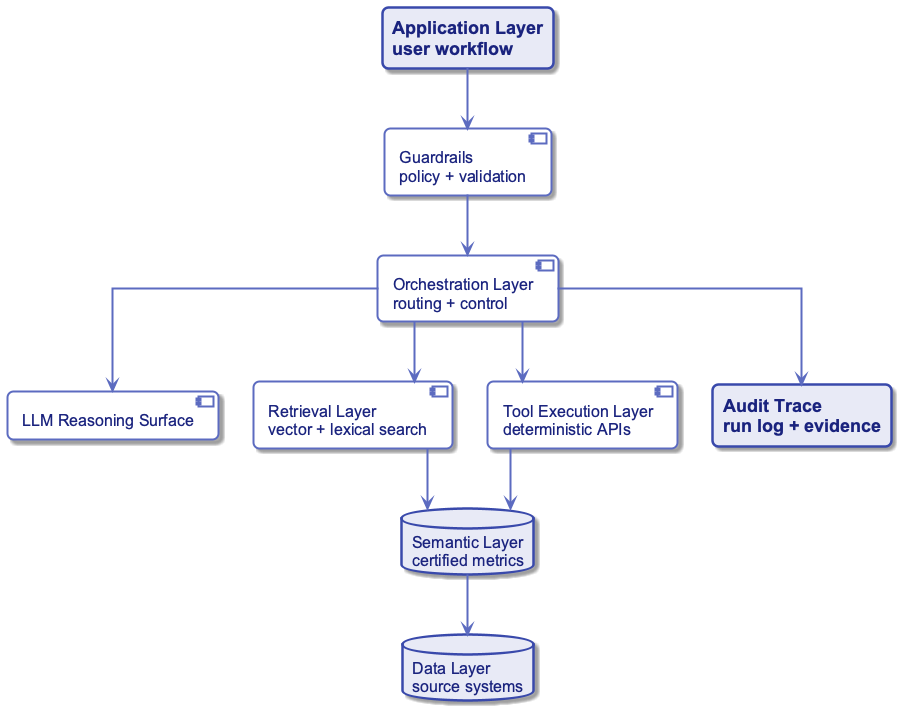 Application Layer
user workflow
Guardrails
policy + validation
Orchestration Layer
routing + control
LLM Reasoning Surface
Retrieval Layer
vector + lexical search
Tool Execution Layer
deterministic APIs
Audit Trace
run log + evidence
Semantic Layer
certified metrics
Data Layer
source systems